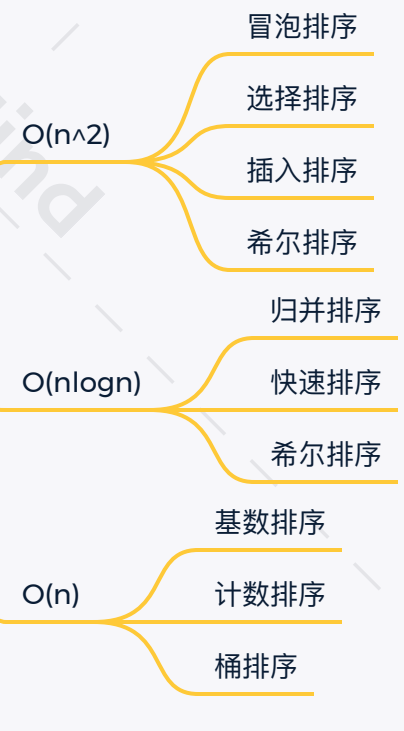 冒泡排序
选择排序
O(n^2)
插入排序
希尔排序
归并排序
O(nlogn)
快速排序
希尔排序
基数排序
O(n)
计数排序
桶排序